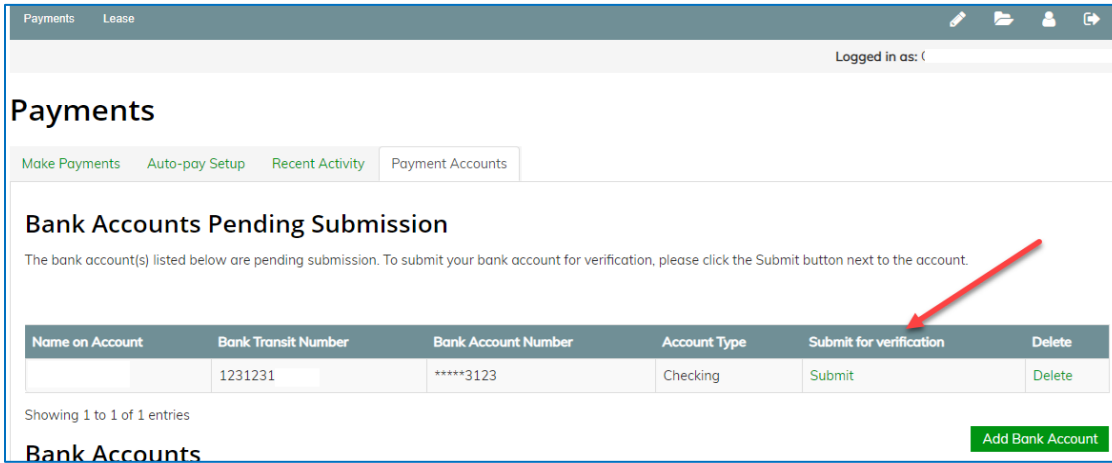 Payments Lease
Logged in as: (
Payments
Make Payments Auto-pay Setup Recent Activity Payment Accounts
Bank Accounts Pending Submission
The bank account(s) listed below are pending submission. To submit your bank account for verification, please click the Submit button next to the account.
Name on Account Bank Transit Number Bank Account Number Account Type Submit for verification Delete
1231231 *****3123 Checking Submit Delete
Showing 1 to 1 of 1 entries
Add Bank Account
Bank Accounts